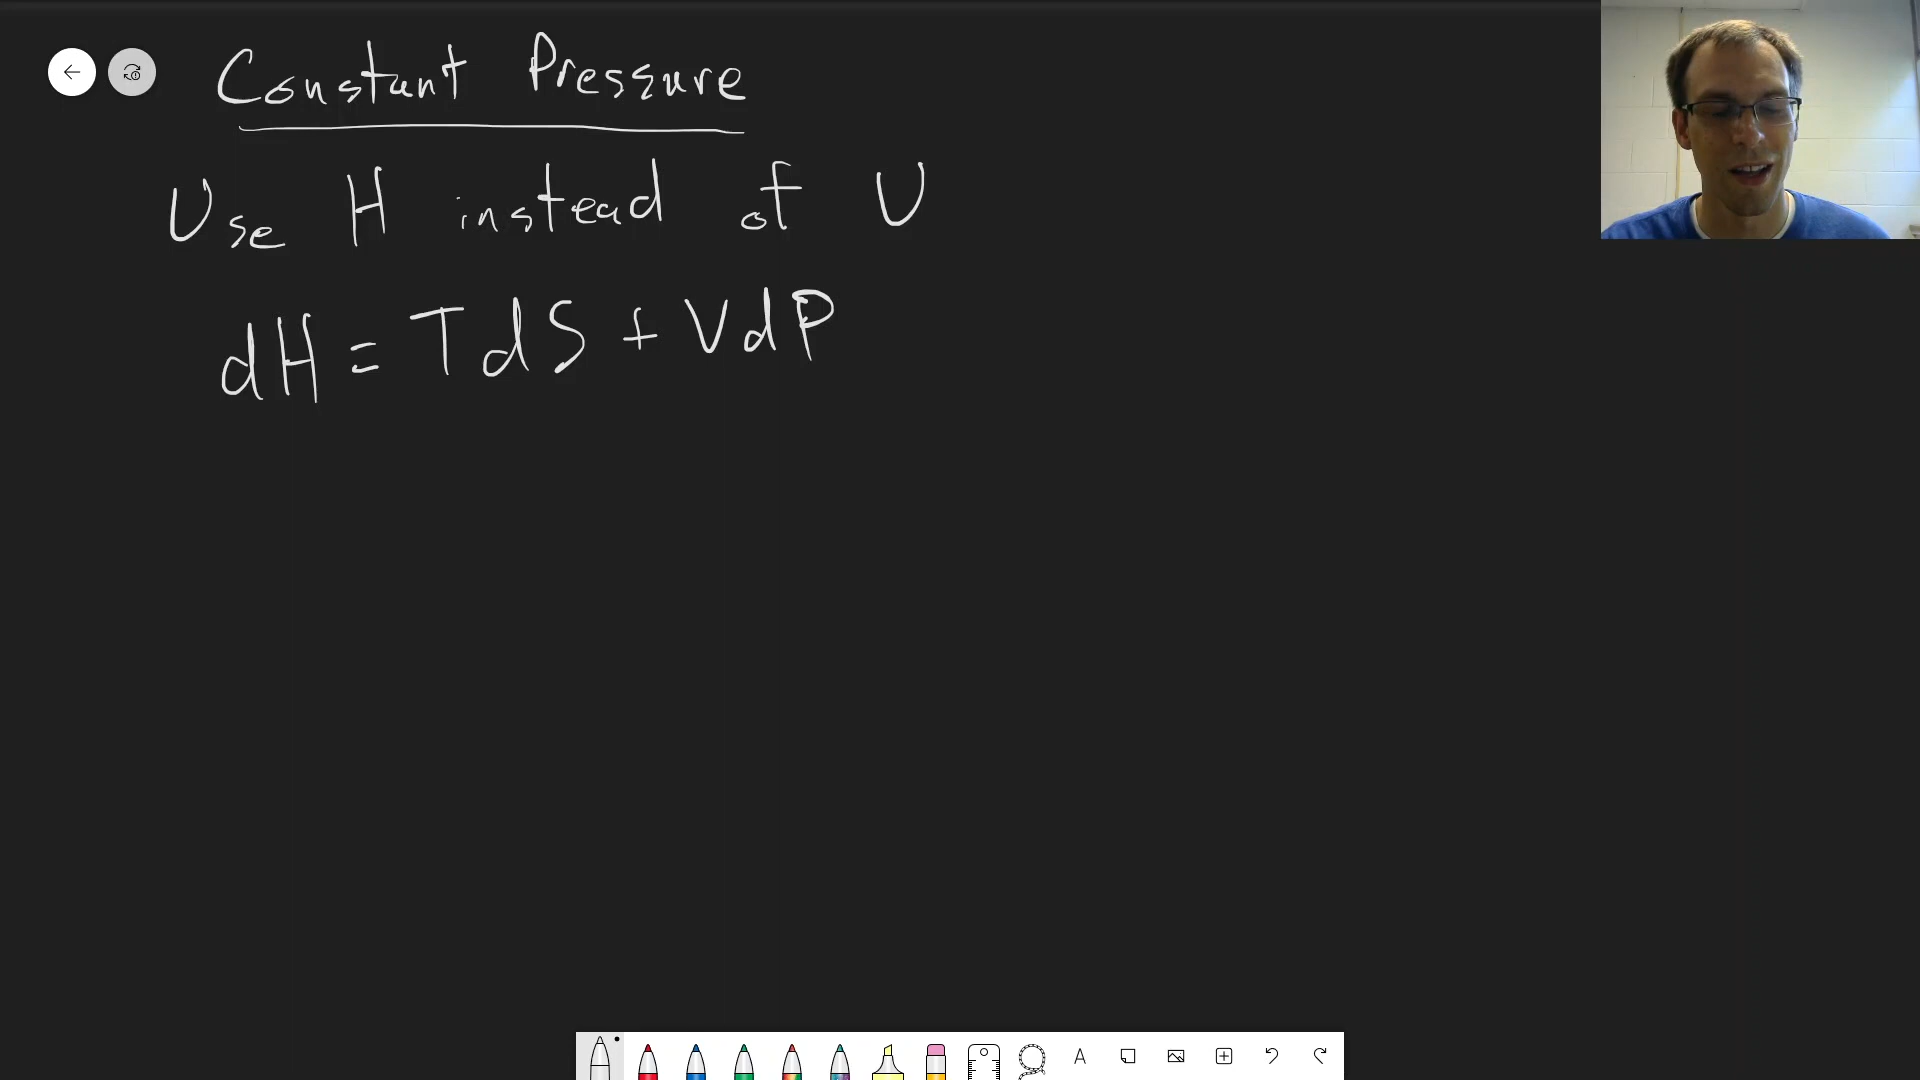 Constant Pressure
Use H instead of U
dH = TdS + VdP
A